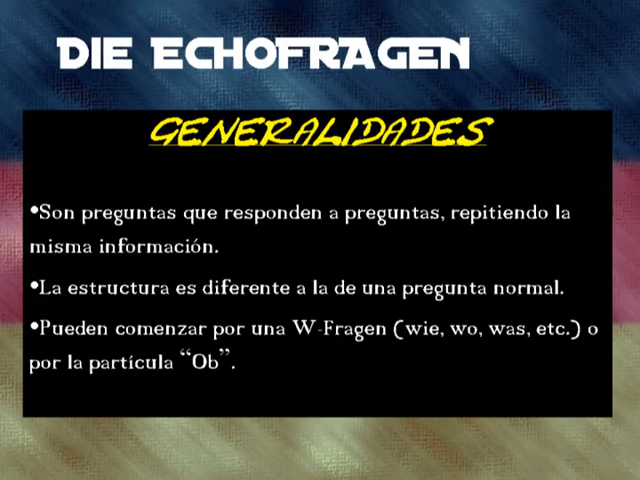 DIE ECHOFRAGEN
GENERALIDADES
•Son preguntas que responden a preguntas, repitiendo la
misma información.
•La estructura es diferente a la de una pregunta normal.
•Pueden comenzar por una W-Fragen (wie, wo, was, etc.) o
por la partícula “Ob”.